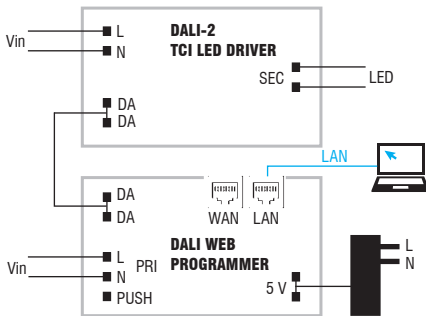 L
DALI-2
Vin
N
TCI LED DRIVER
SEC
LED
DA
DA
LAN
DA
DA
WAN
LAN
L
DALI WEB
L
Vin
PRI
N
PROGRAMMER
N
5 V
PUSH